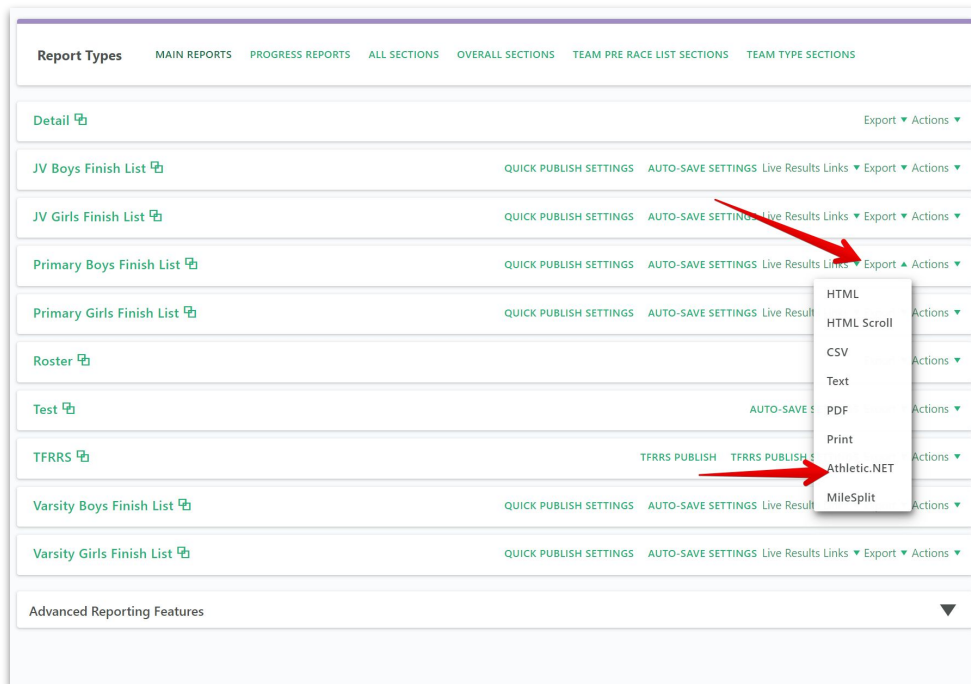 Report Types MAIN REPORTS PROGRESS REPORTS ALL SECTIONS OVERALL SECTIONS TEAM PRE RACE LIST SECTIONS TEAM TYPE SECTIONS
Detail Export ▼ Actions ▼
JV Boys Finish List QUICK PUBLISH SETTINGS AUTO-SAVE SETTINGS Live Results Links ▼ Export ▼ Actions ▼
JV Girls Finish List QUICK PUBLISH SETTINGS AUTO-SAVE SETTINGS Live Results Links ▼ Export ▼ Actions ▼
Primary Boys Finish List QUICK PUBLISH SETTINGS AUTO-SAVE SETTINGS Live Results Links ▼ Export ▲ Actions ▼
HTML
Primary Girls Finish List QUICK PUBLISH SETTINGS AUTO-SAVE SETTINGS Live Result Actions ▼
HTML Scroll
CSV
Roster Actions ▼
Text
Test AUTO-SAVE S Actions ▼
PDF
Print
TFRRS TFRRS PUBLISH TFRRS PUBLISH S Actions ▼
Athletic.NET
MileSplit
Varsity Boys Finish List QUICK PUBLISH SETTINGS AUTO-SAVE SETTINGS Live Result Actions ▼
Varsity Girls Finish List QUICK PUBLISH SETTINGS AUTO-SAVE SETTINGS Live Results Links ▼ Export ▼ Actions ▼
Advanced Reporting Features ▼